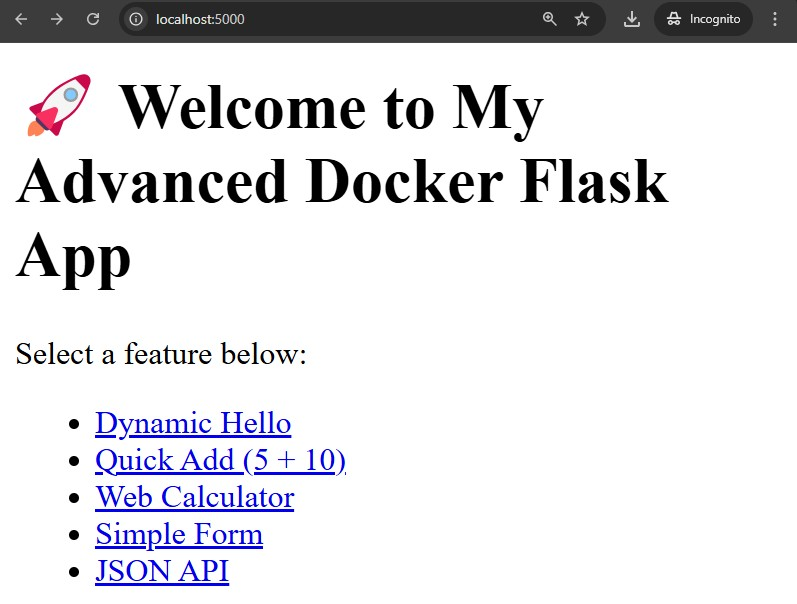 localhost:5000
Incognito
🚀 Welcome to My
Advanced Docker Flask
App
Select a feature below:
• Dynamic Hello
• Quick Add (5 + 10)
• Web Calculator
• Simple Form
• JSON API